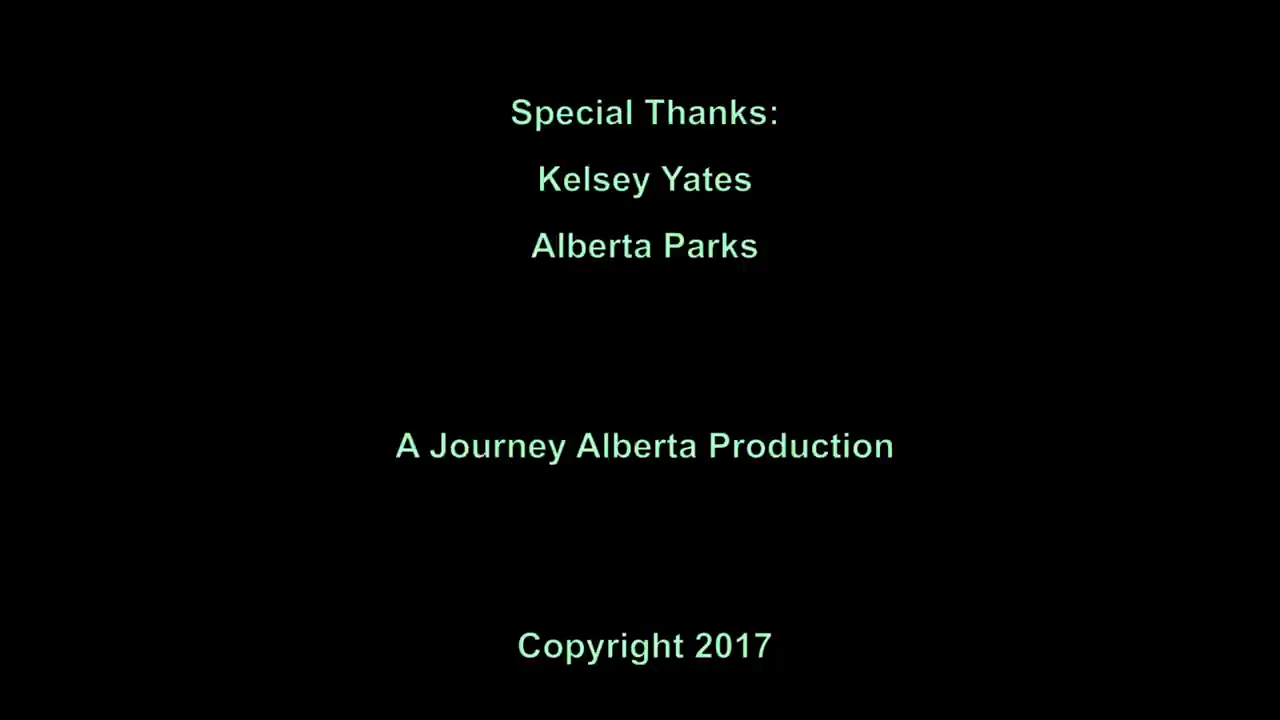 Special Thanks:
Kelsey Yates
Alberta Parks
A Journey Alberta Production
Copyright 2017